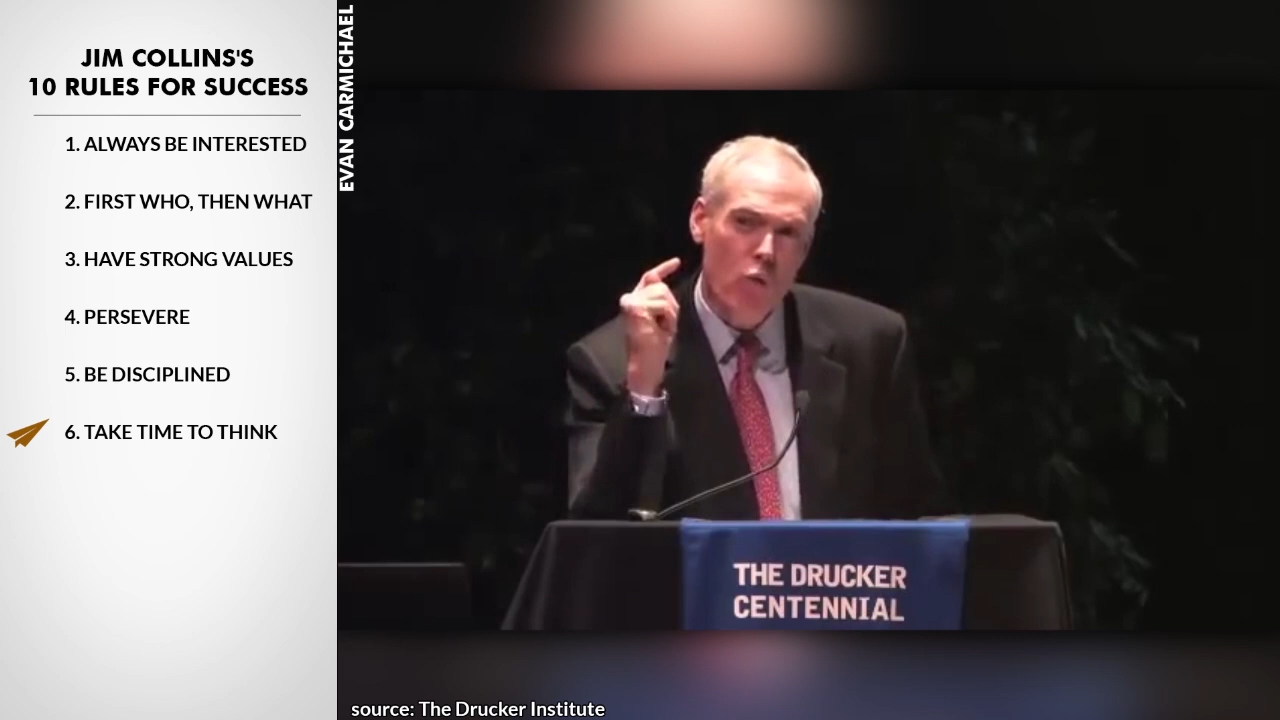 JIM COLLINS'S
10 RULES FOR SUCCESS
1. ALWAYS BE INTERESTED
2. FIRST WHO, THEN WHAT
3. HAVE STRONG VALUES
4. PERSEVERE
5. BE DISCIPLINED
6. TAKE TIME TO THINK
EVAN CARMICHAEL
THE DRUCKER
CENTENNIAL
source: The Drucker Institute